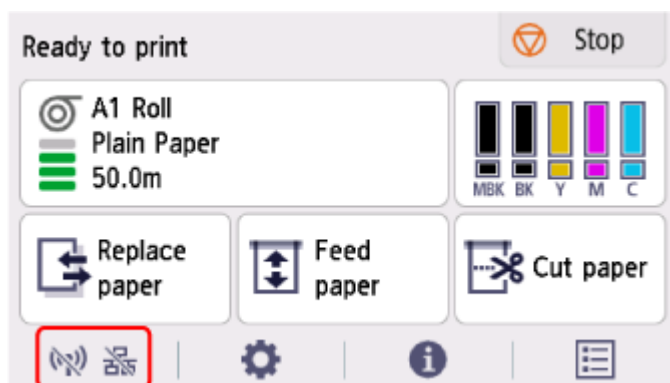 Ready to print
Stop
A1 Roll
Plain Paper
50.0m
MBK BK Y M C
Replace
paper
Feed
paper
Cut paper